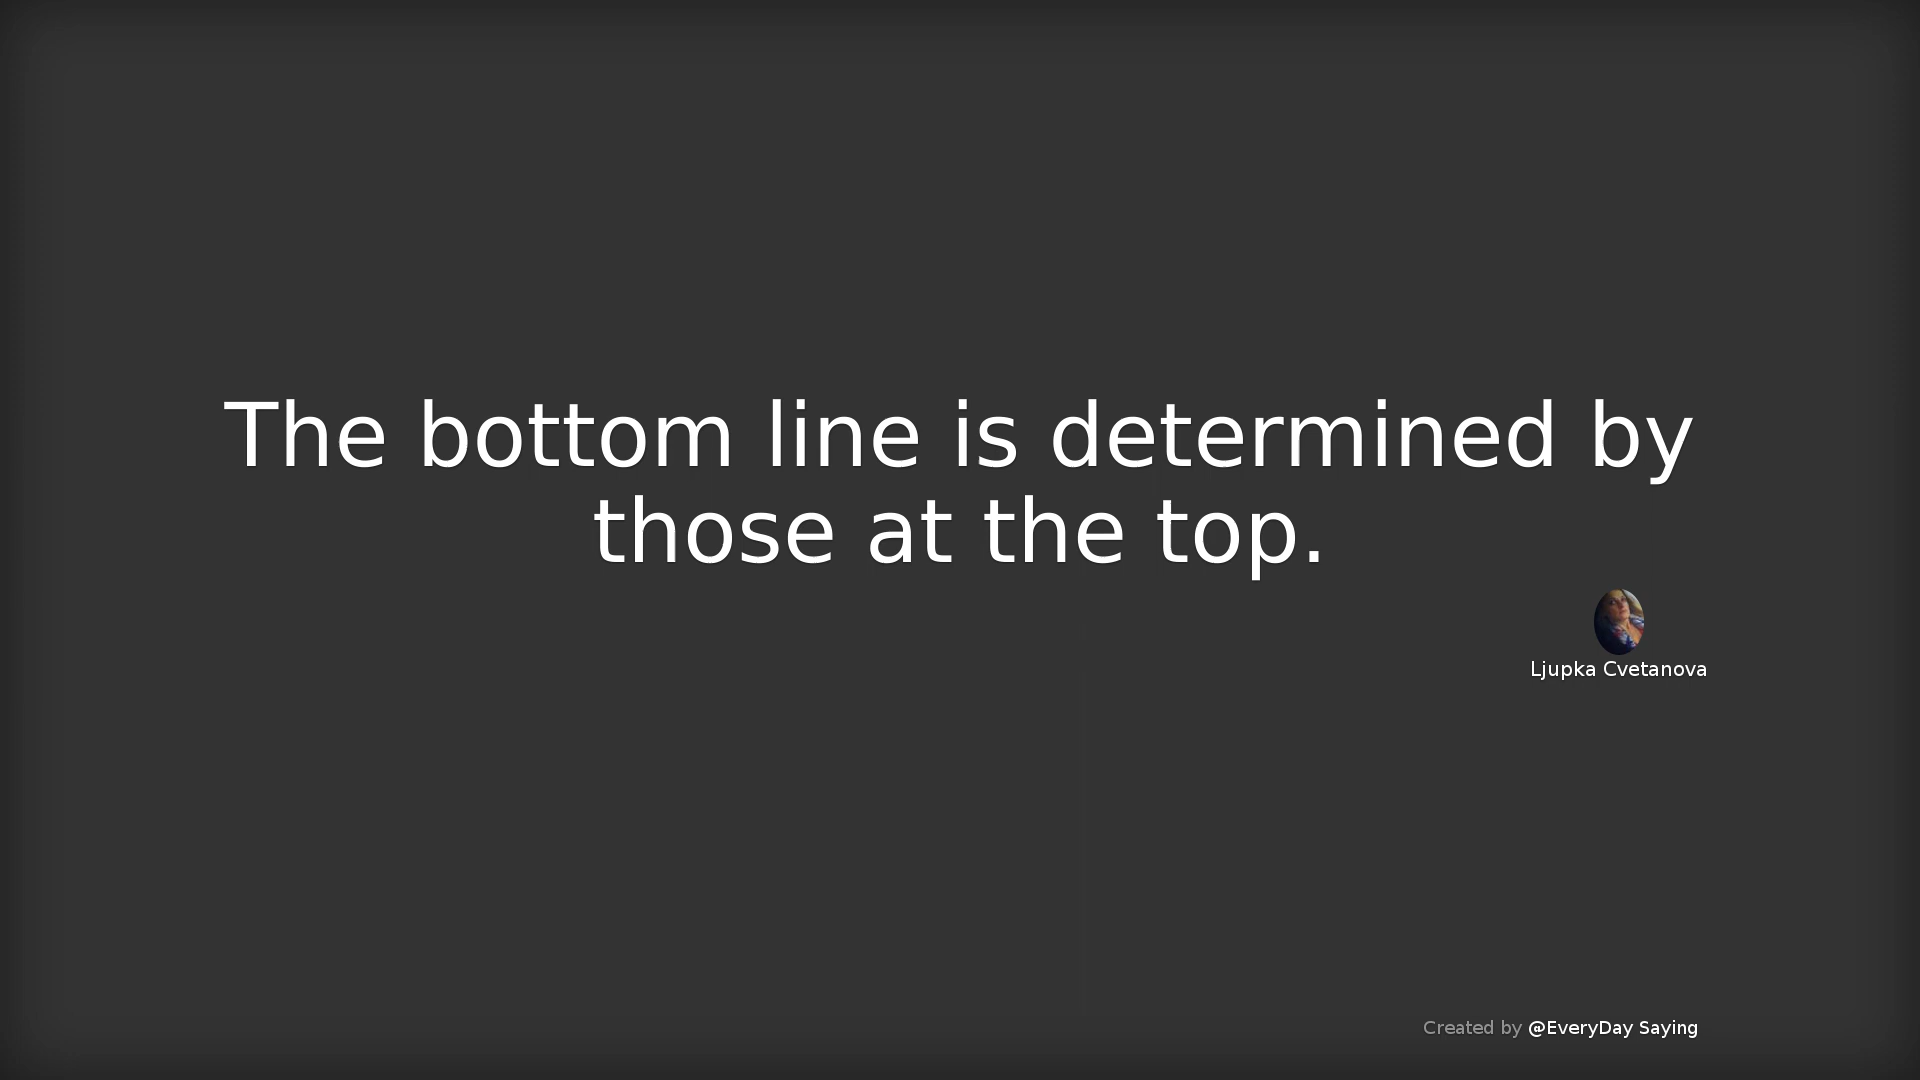 The bottom line is determined by
those at the top.
Ljupka Cvetanova
Created by @EveryDay Saying